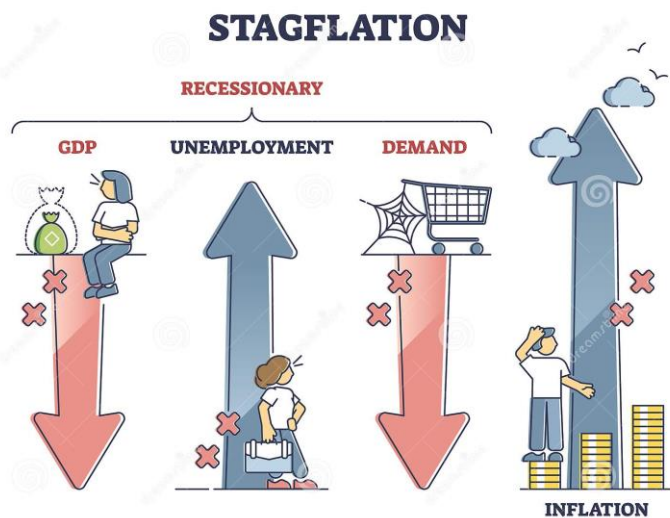 STAGFLATION
RECESSIONARY
GDP
UNEMPLOYMENT
DEMAND
INFLATION